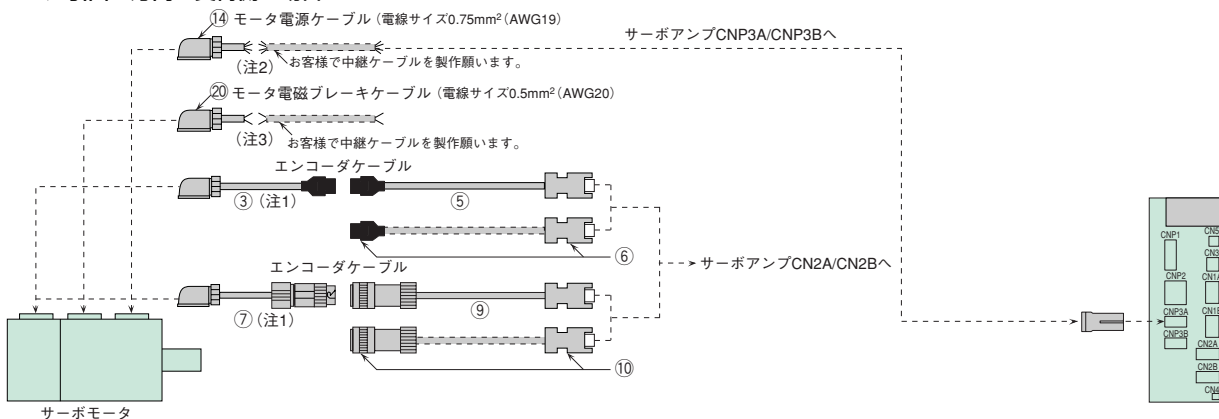 ⑭ モータ電源ケーブル（電線サイズ0.75mm²（AWG19）
サーボアンプCNP3A/CNP3Bへ
（注2）
お客様で中継ケーブルを製作願います。
⑳ モータ電磁ブレーキケーブル（電線サイズ0.5mm²（AWG20）
（注3）
お客様で中継ケーブルを製作願います。
エンコーダケーブル
③（注1）
⑤
⑥
サーボアンプCN2A/CN2Bへ
エンコーダケーブル
⑦（注1）
⑨
⑩
サーボモータ
CNP1
CNP2
CNP3A
CNP3B
CN5
CN3
CN1A
CN1B
CN2A
CN2B
CN4